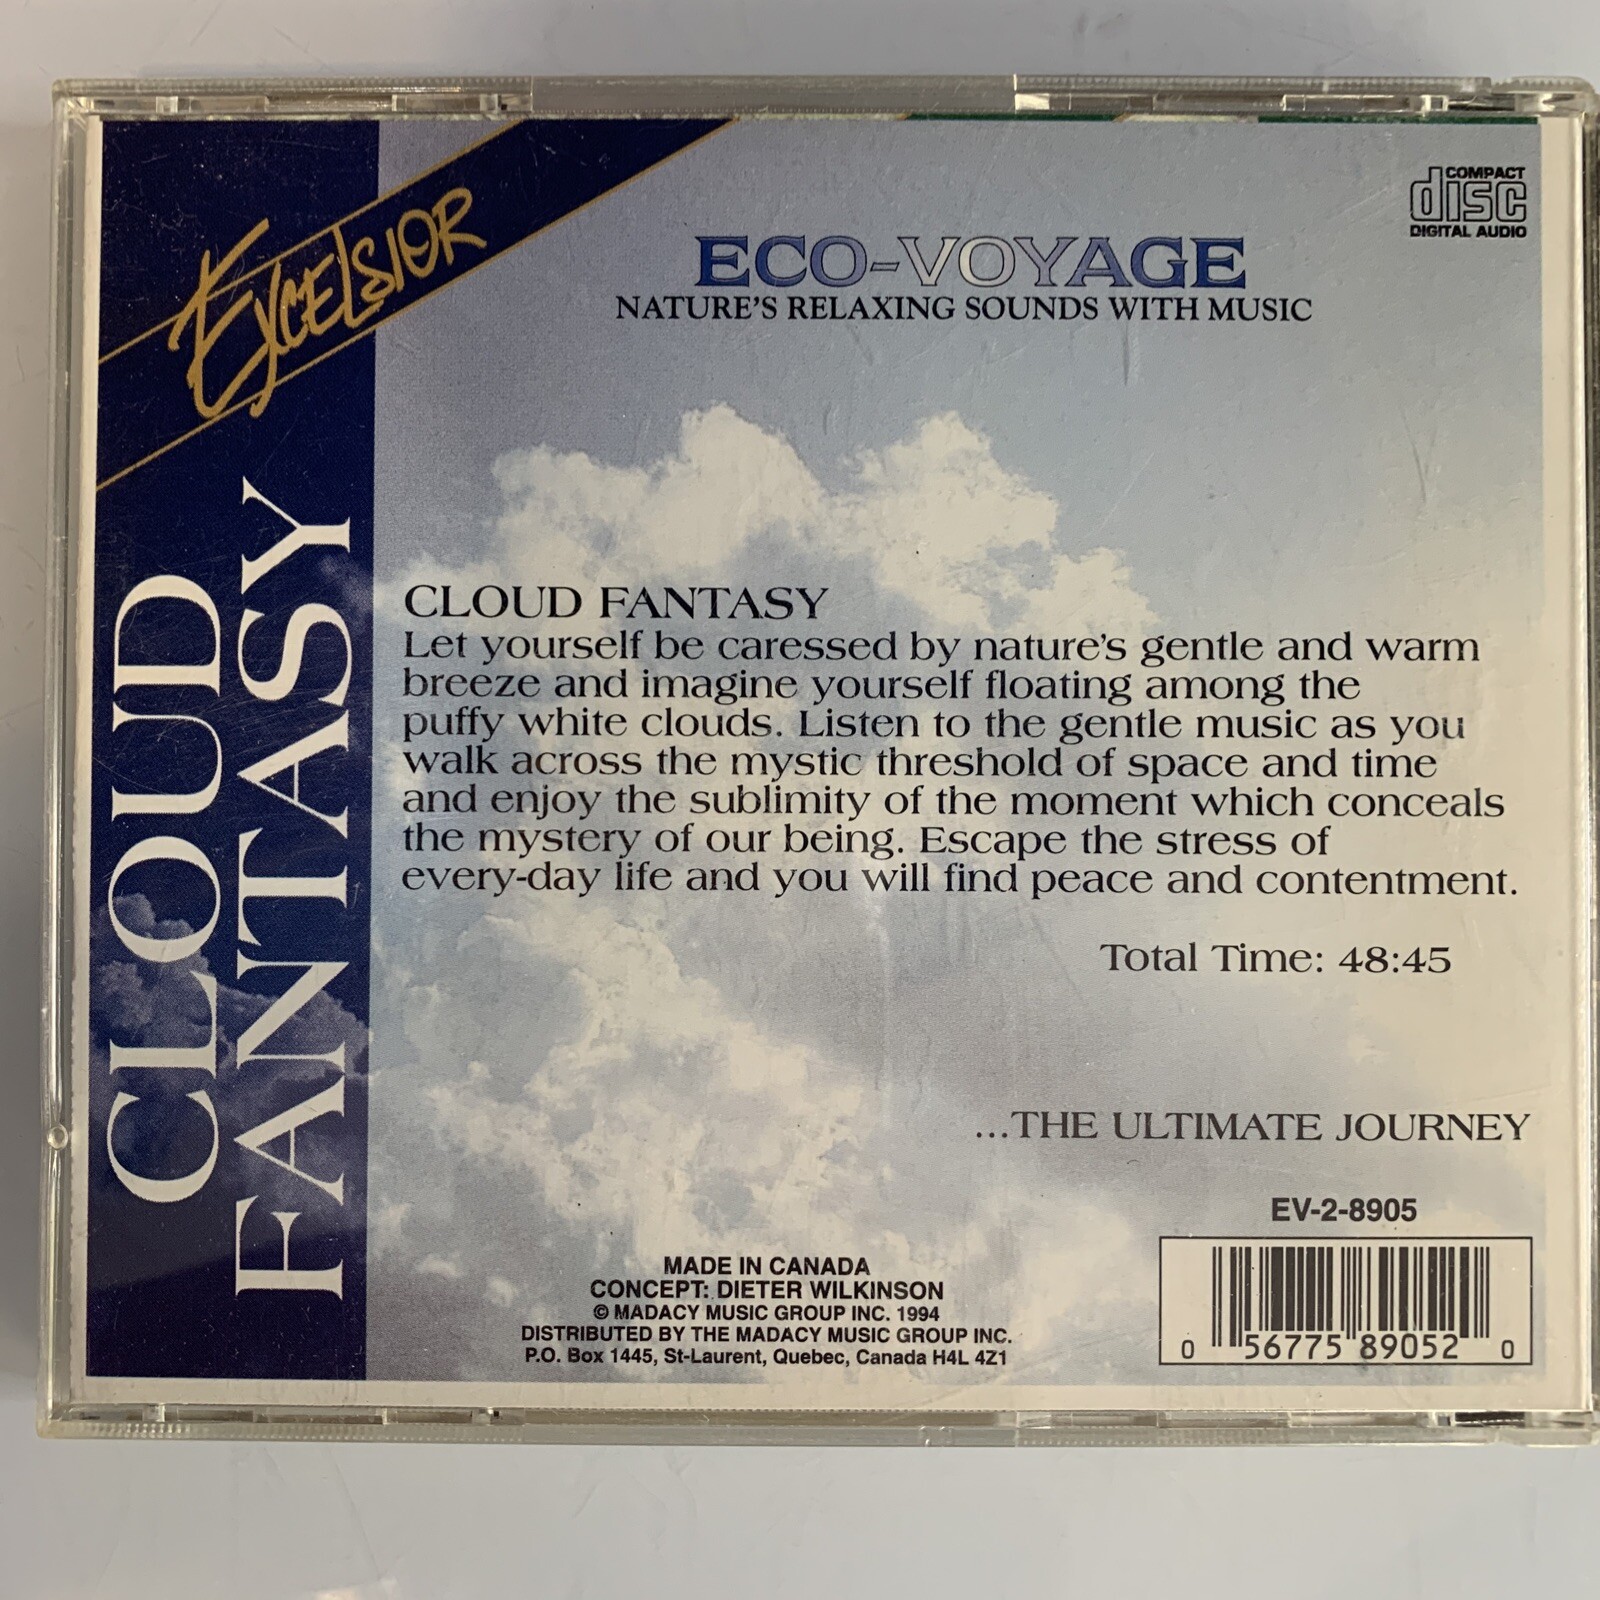 Excelsior
CLOUD
FANTASY
COMPACT
disc
DIGITAL AUDIO
ECO-VOYAGE
NATURE'S RELAXING SOUNDS WITH MUSIC
CLOUD FANTASY
Let yourself be caressed by nature's gentle and warm
breeze and imagine yourself floating among the
puffy white clouds. Listen to the gentle music as you
walk across the mystic threshold of space and time
and enjoy the sublimity of the moment which conceals
the mystery of our being. Escape the stress of
every-day life and you will find peace and contentment.
Total Time: 48:45
...THE ULTIMATE JOURNEY
EV-2-8905
MADE IN CANADA
CONCEPT: DIETER WILKINSON
© MADACY MUSIC GROUP INC. 1994
DISTRIBUTED BY THE MADACY MUSIC GROUP INC.
P.O. Box 1445, St-Laurent, Quebec, Canada H4L 4Z1
0 56775 89052 0